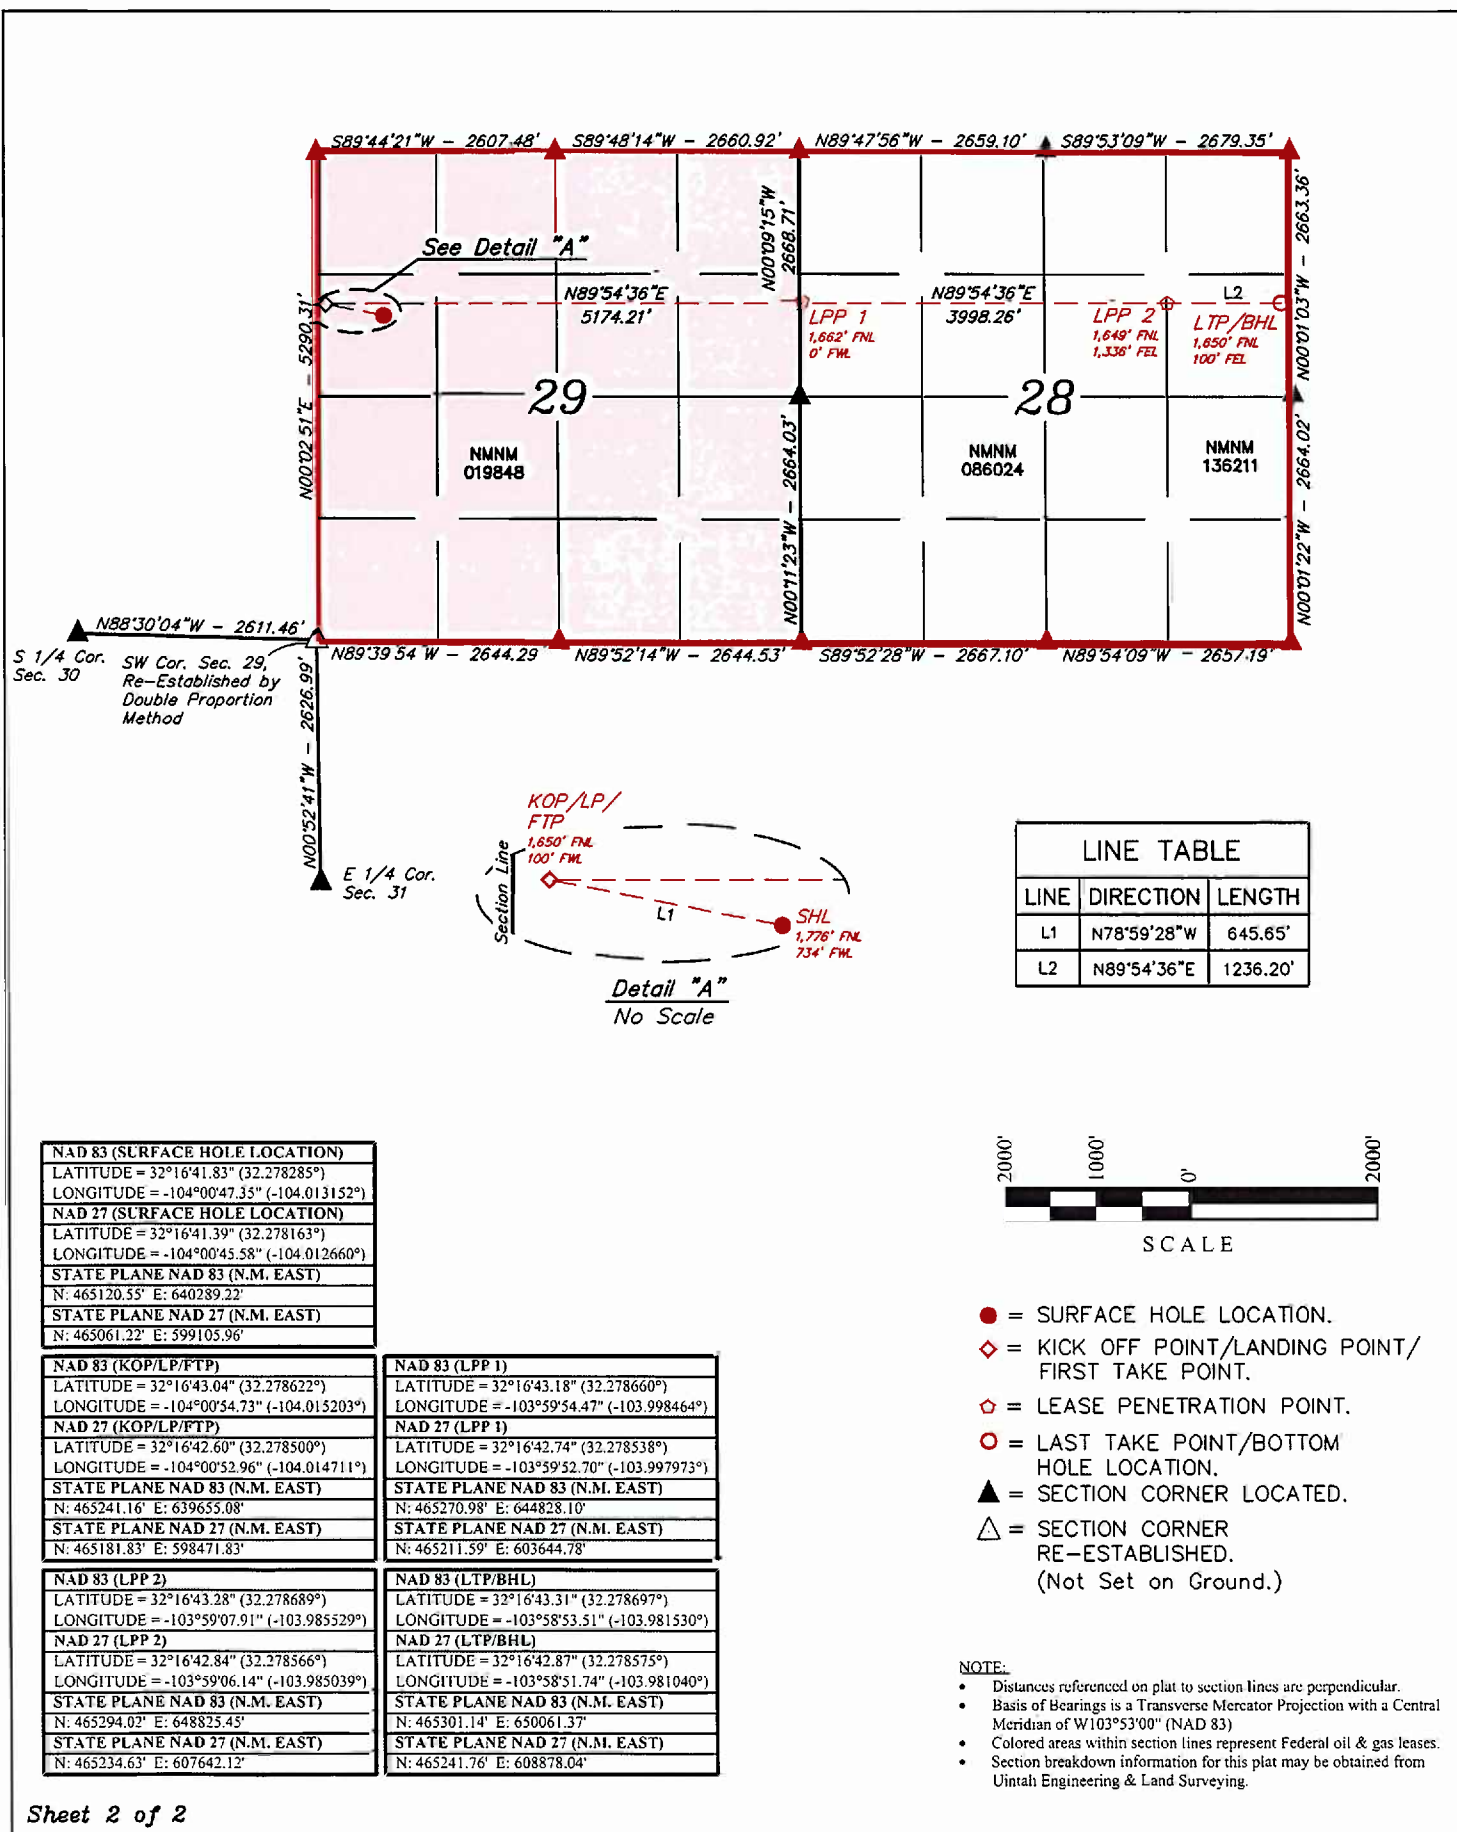 S89°44'21"W - 2607.48'
S89°48'14"W - 2660.92'
N89°47'56"W - 2659.10'
S89°53'09"W - 2679.35'
N00°09'15"W
2668.71'
N00°01'03"W - 2663.36'
See Detail "A"
N89°54'36"E
5174.21'
N89°54'36"E
3998.26'
L2
LPP 1
1,662' FNL
0' FWL
LPP 2
1,649' FNL
1,336' FEL
LTP/BHL
1,650' FNL
100' FEL
N00°02'51"E - 5290.31'
29
28
NMNM
019848
NMNM
086024
NMNM
136211
N00°11'23"W - 2664.03'
N00°01'22"W - 2664.02'
N88°30'04"W - 2611.46'
N89°39'54"W - 2644.29'
N89°52'14"W - 2644.53'
S89°52'28"W - 2667.10'
N89°54'09"W - 2657.19'
S 1/4 Cor.
Sec. 30
SW Cor. Sec. 29,
Re-Established by
Double Proportion
Method
N00°52'41"W - 2626.99'
E 1/4 Cor.
Sec. 31
KOP/LP/
FTP
1,650' FNL
100' FWL
Section Line
L1
SHL
1,776' FNL
734' FWL
Detail "A"
No Scale
LINE TABLE
LINE DIRECTION LENGTH
L1 N78°59'28"W 645.65'
L2 N89°54'36"E 1236.20'
NAD 83 (SURFACE HOLE LOCATION)
LATITUDE = 32°16'41.83" (32.278285°)
LONGITUDE = -104°00'47.35" (-104.013152°)
NAD 27 (SURFACE HOLE LOCATION)
LATITUDE = 32°16'41.39" (32.278163°)
LONGITUDE = -104°00'45.58" (-104.012660°)
STATE PLANE NAD 83 (N.M. EAST)
N: 465120.55' E: 640289.22'
STATE PLANE NAD 27 (N.M. EAST)
N: 465061.22' E: 599105.96'
NAD 83 (KOP/LP/FTP)
LATITUDE = 32°16'43.04" (32.278622°)
LONGITUDE = -104°00'54.73" (-104.015203°)
NAD 27 (KOP/LP/FTP)
LATITUDE = 32°16'42.60" (32.278500°)
LONGITUDE = -104°00'52.96" (-104.014711°)
STATE PLANE NAD 83 (N.M. EAST)
N: 465241.16' E: 639655.08'
STATE PLANE NAD 27 (N.M. EAST)
N: 465181.83' E: 598471.83'
NAD 83 (LPP 1)
LATITUDE = 32°16'43.18" (32.278660°)
LONGITUDE = -103°59'54.47" (-103.998464°)
NAD 27 (LPP 1)
LATITUDE = 32°16'42.74" (32.278538°)
LONGITUDE = -103°59'52.70" (-103.997973°)
STATE PLANE NAD 83 (N.M. EAST)
N: 465270.98' E: 644828.10'
STATE PLANE NAD 27 (N.M. EAST)
N: 465211.59' E: 603644.78'
NAD 83 (LPP 2)
LATITUDE = 32°16'43.28" (32.278689°)
LONGITUDE = -103°59'07.91" (-103.985529°)
NAD 27 (LPP 2)
LATITUDE = 32°16'42.84" (32.278566°)
LONGITUDE = -103°59'06.14" (-103.985039°)
STATE PLANE NAD 83 (N.M. EAST)
N: 465294.02' E: 648825.45'
STATE PLANE NAD 27 (N.M. EAST)
N: 465234.63' E: 607642.12'
NAD 83 (LTP/BHL)
LATITUDE = 32°16'43.31" (32.278697°)
LONGITUDE = -103°58'53.51" (-103.981530°)
NAD 27 (LTP/BHL)
LATITUDE = 32°16'42.87" (32.278575°)
LONGITUDE = -103°58'51.74" (-103.981040°)
STATE PLANE NAD 83 (N.M. EAST)
N: 465301.14' E: 650061.37'
STATE PLANE NAD 27 (N.M. EAST)
N: 465241.76' E: 608878.04'
2000' 1000' 0' 2000'
SCALE
= SURFACE HOLE LOCATION.
= KICK OFF POINT/LANDING POINT/
FIRST TAKE POINT.
= LEASE PENETRATION POINT.
= LAST TAKE POINT/BOTTOM
HOLE LOCATION.
= SECTION CORNER LOCATED.
= SECTION CORNER
RE-ESTABLISHED.
(Not Set on Ground.)
NOTE:
• Distances referenced on plat to section lines are perpendicular.
• Basis of Bearings is a Transverse Mercator Projection with a Central
Meridian of W103°53'00" (NAD 83)
• Colored areas within section lines represent Federal oil & gas leases.
• Section breakdown information for this plat may be obtained from
Uintah Engineering & Land Surveying.
Sheet 2 of 2